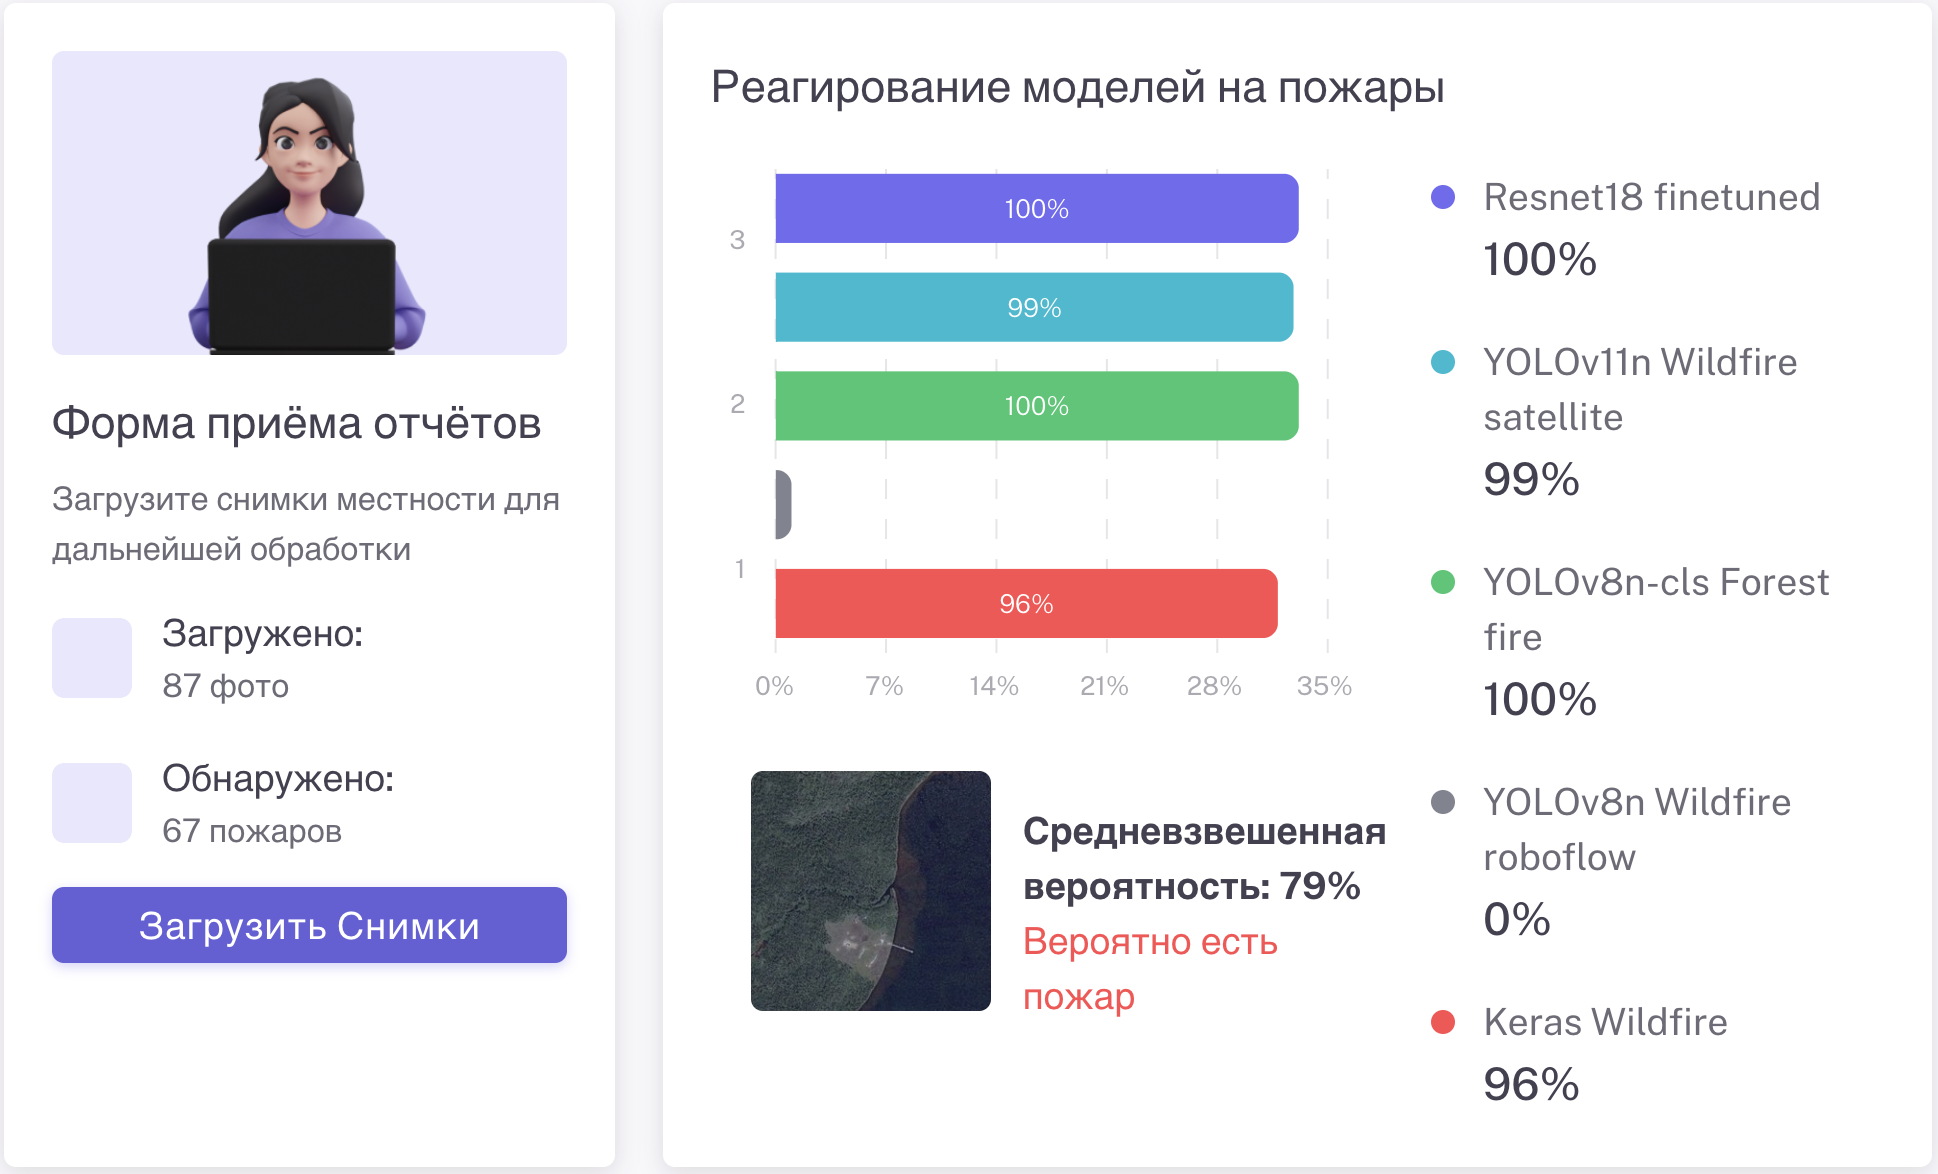 Форма приёма отчётов
Загрузите снимки местности для
дальнейшей обработки
Загружено:
87 фото
Обнаружено:
67 пожаров
Загрузить Снимки
Реагирование моделей на пожары
100%
3
99%
2
100%
1
96%
0% 7% 14% 21% 28% 35%
Средневзвешенная
вероятность: 79%
Вероятно есть
пожар
Resnet18 finetuned
100%
YOLOv11n Wildfire
satellite
99%
YOLOv8n-cls Forest
fire
100%
YOLOv8n Wildfire
roboflow
0%
Keras Wildfire
96%